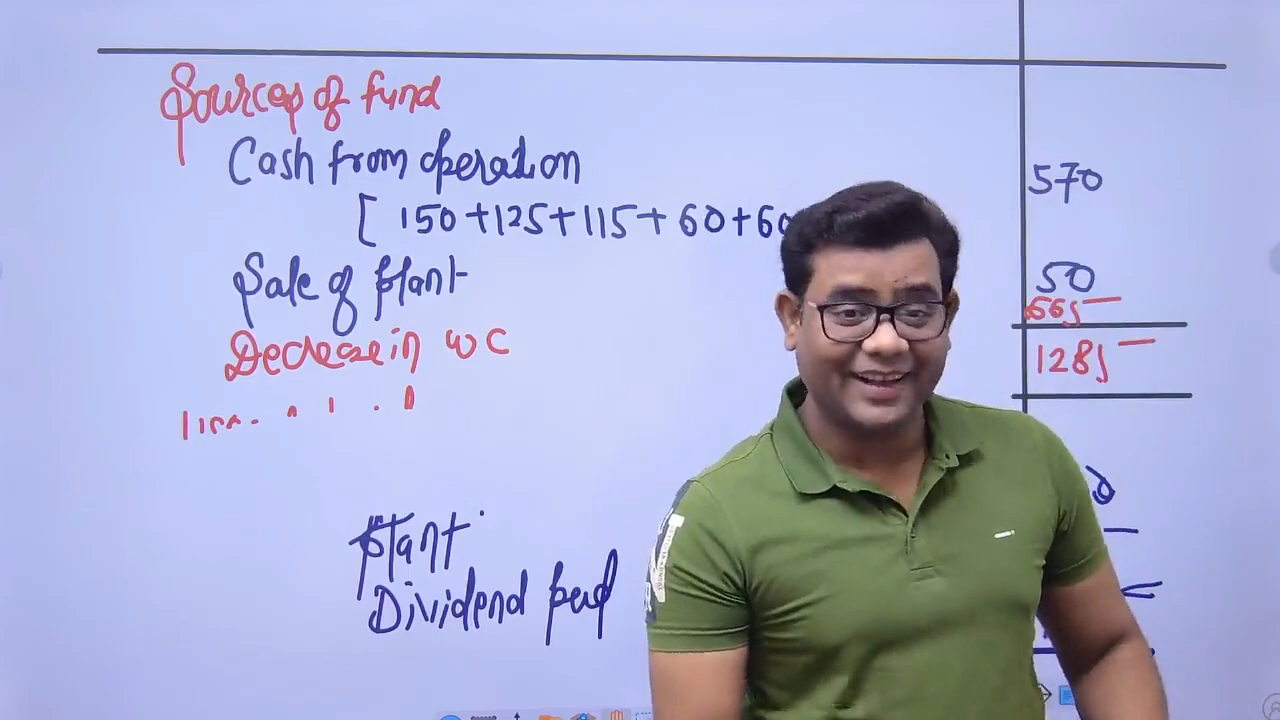 Sources of fund
Cash from operation 570
[ 150+125+115+60+60
Sale of plant 50
Decrease in WC 665
1285
Plant
Dividend paid